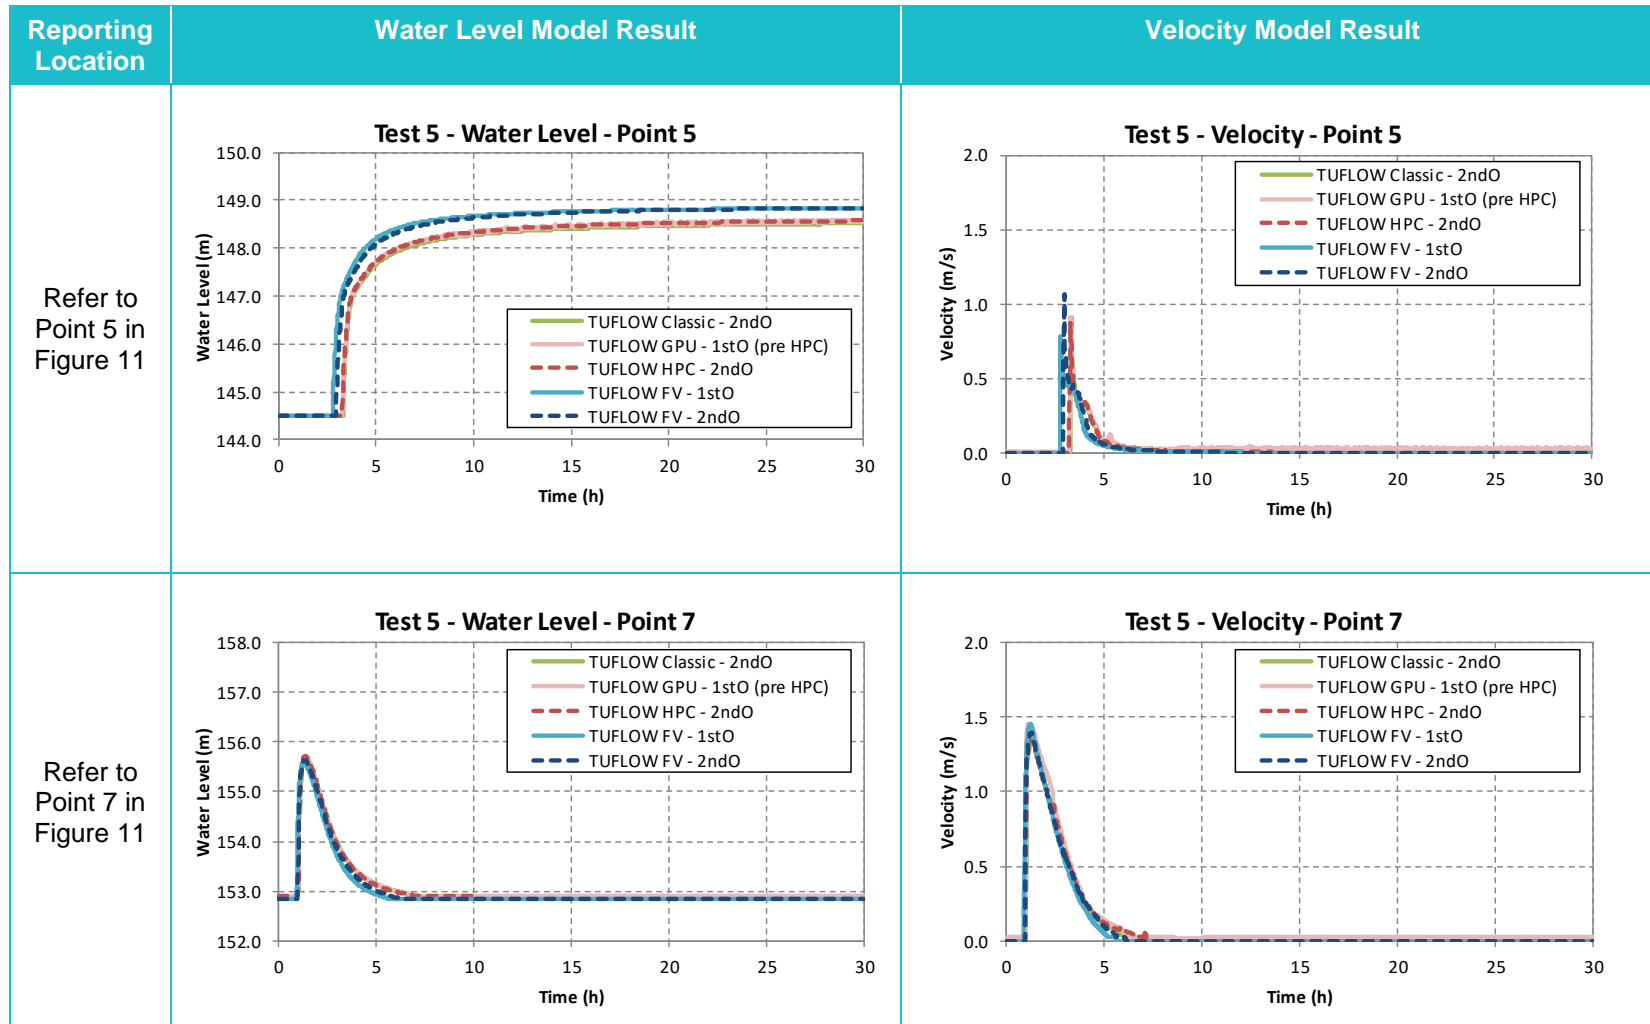 Reporting
Location
Water Level Model Result
Velocity Model Result
Refer to
Point 5 in
Figure 11
Test 5 - Water Level - Point 5
150.0
149.0
148.0
147.0
146.0
145.0
144.0
Water Level (m)
TUFLOW Classic - 2ndO
TUFLOW GPU - 1stO (pre HPC)
TUFLOW HPC - 2ndO
TUFLOW FV - 1stO
TUFLOW FV - 2ndO
0 5 10 15 20 25 30
Time (h)
Test 5 - Velocity - Point 5
2.0
1.5
1.0
0.5
0.0
Velocity (m/s)
TUFLOW Classic - 2ndO
TUFLOW GPU - 1stO (pre HPC)
TUFLOW HPC - 2ndO
TUFLOW FV - 1stO
TUFLOW FV - 2ndO
0 5 10 15 20 25 30
Time (h)
Refer to
Point 7 in
Figure 11
Test 5 - Water Level - Point 7
158.0
157.0
156.0
155.0
154.0
153.0
152.0
Water Level (m)
TUFLOW Classic - 2ndO
TUFLOW GPU - 1stO (pre HPC)
TUFLOW HPC - 2ndO
TUFLOW FV - 1stO
TUFLOW FV - 2ndO
0 5 10 15 20 25 30
Time (h)
Test 5 - Velocity - Point 7
2.0
1.5
1.0
0.5
0.0
Velocity (m/s)
TUFLOW Classic - 2ndO
TUFLOW GPU - 1stO (pre HPC)
TUFLOW HPC - 2ndO
TUFLOW FV - 1stO
TUFLOW FV - 2ndO
0 5 10 15 20 25 30
Time (h)